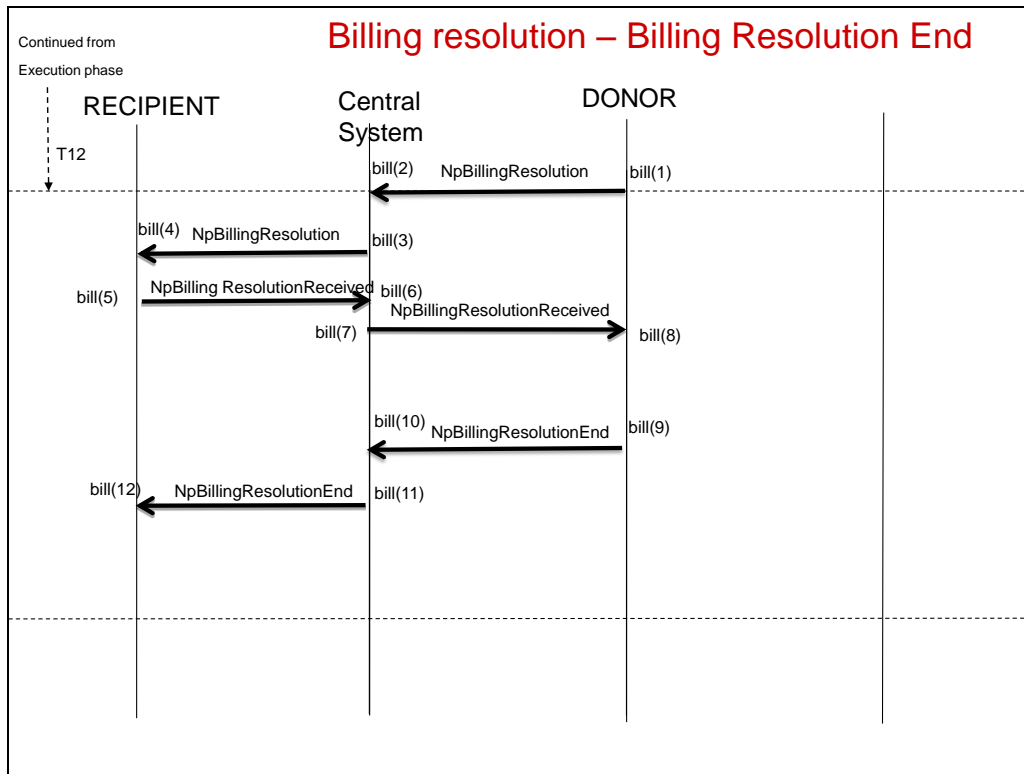 Billing resolution – Billing Resolution End
Continued from
Execution phase
T12
RECIPIENT
Central
System
DONOR
bill(2)
NpBillingResolution
bill(1)
bill(4)
NpBillingResolution
bill(3)
bill(5)
NpBilling ResolutionReceived
bill(6)
NpBillingResolutionReceived
bill(7)
bill(8)
bill(10)
NpBillingResolutionEnd
bill(9)
bill(12)
NpBillingResolutionEnd
bill(11)